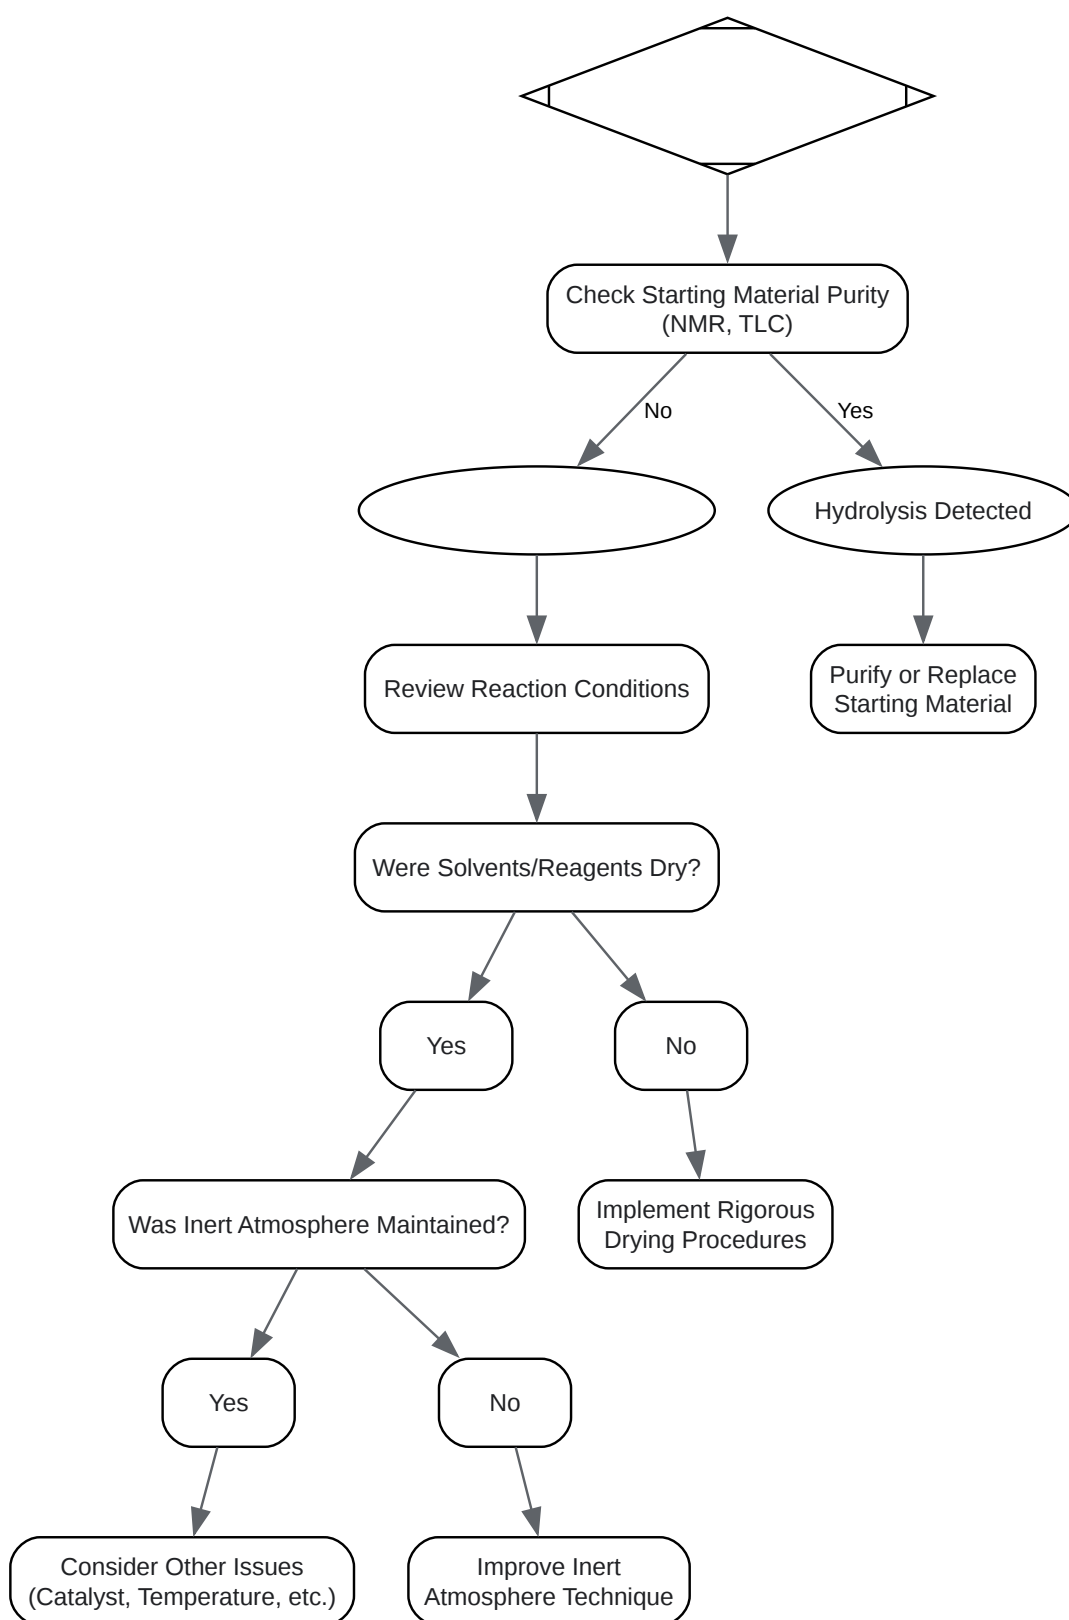 Check Starting Material Purity
(NMR, TLC)
No
Yes
Hydrolysis Detected
Review Reaction Conditions
Purify or Replace
Starting Material
Were Solvents/Reagents Dry?
Yes
No
Was Inert Atmosphere Maintained?
Implement Rigorous
Drying Procedures
Yes
No
Consider Other Issues
(Catalyst, Temperature, etc.)
Improve Inert
Atmosphere Technique